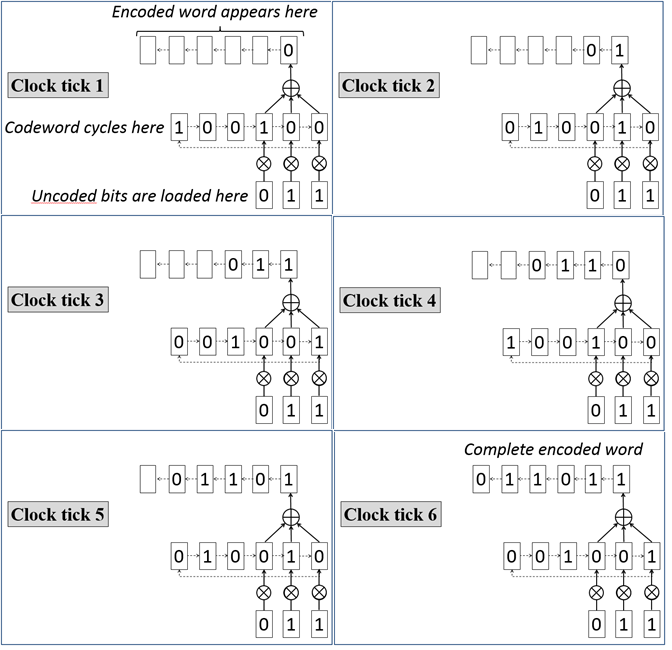 Encoded word appears here
0
Clock tick 1
Codeword cycles here 1 0 0 1 0 0
Uncoded bits are loaded here 0 1 1
0 1
Clock tick 2
0 1 0 0 1 0
0 1 1
0 1 1
Clock tick 3
0 0 1 0 0 1
0 1 1
0 1 1 0
Clock tick 4
1 0 0 1 0 0
0 1 1
0 1 1 0 1
Clock tick 5
0 1 0 0 1 0
0 1 1
Complete encoded word
0 1 1 0 1 1
Clock tick 6
0 0 1 0 0 1
0 1 1